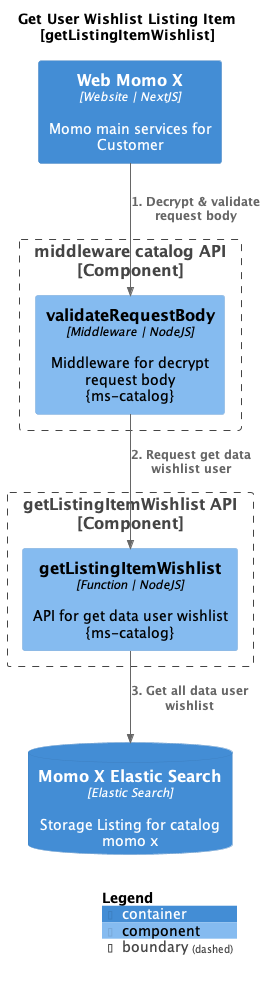 Get User Wishlist Listing Item
[getListingItemWishlist]
Web Momo X
[Website | NextJS]
Momo main services for
Customer
1. Decrypt & validate
request body
middleware catalog API
[Component]
validateRequestBody
[Middleware | NodeJS]
Middleware for decrypt
request body
{ms-catalog}
2. Request get data
wishlist user
getListingItemWishlist API
[Component]
getListingItemWishlist
[Function | NodeJS]
API for get data user wishlist
{ms-catalog}
3. Get all data user
wishlist
Momo X Elastic Search
[Elastic Search]
Storage Listing for catalog
momo x
Legend
container
component
boundary (dashed)